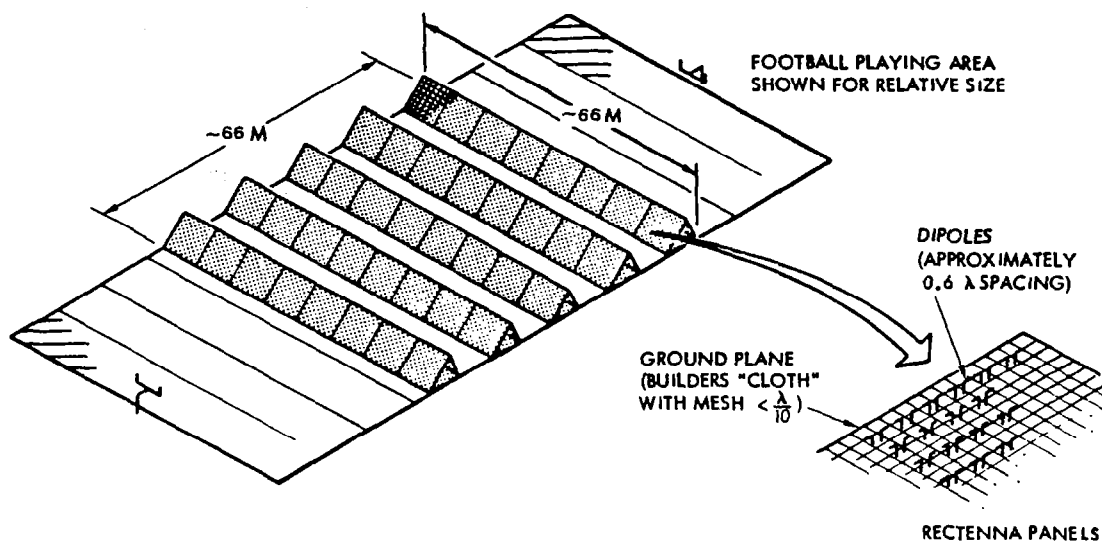 FOOTBALL PLAYING AREA
SHOWN FOR RELATIVE SIZE
~66 M
~66M
DIPOLES
(APPROXIMATELY
0.6 λ SPACING)
GROUND PLANE
(BUILDERS "CLOTH"
WITH MESH < λ/10)
RECTENNA PANELS